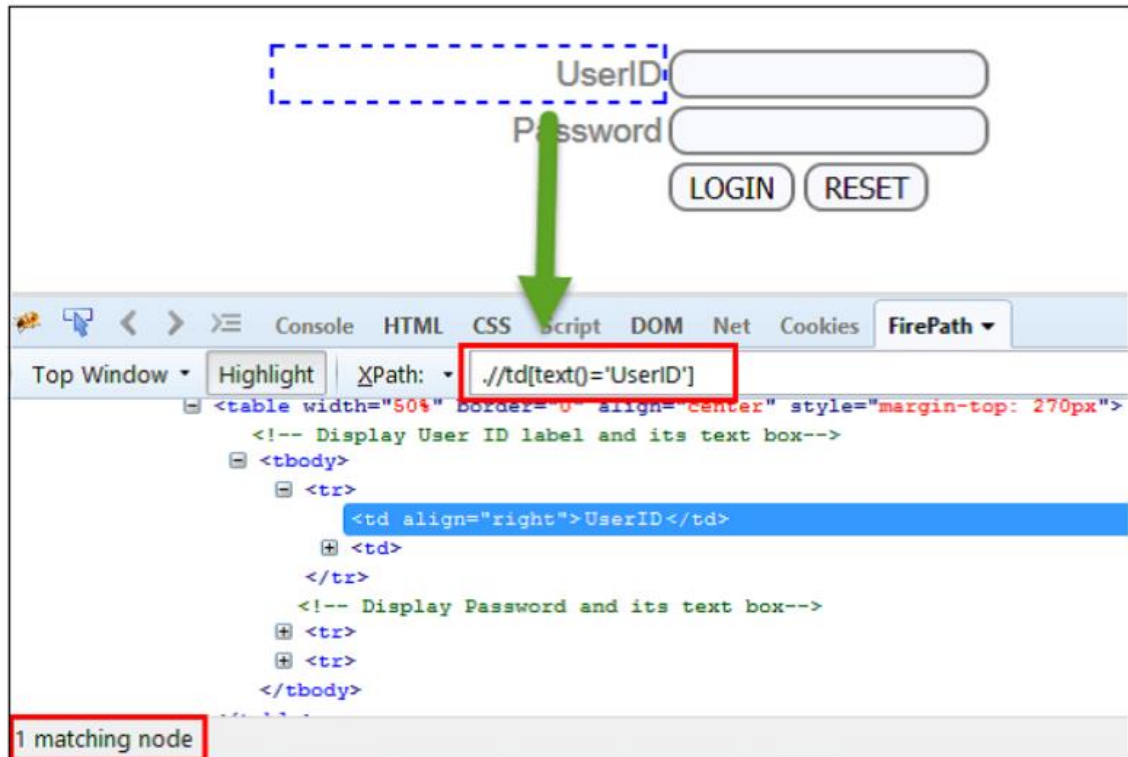 UserID
Password
LOGIN RESET
Console HTML CSS Script DOM Net Cookies FirePath
Top Window Highlight XPath: .//td[text()='UserID']
<table width="50%" border="0" align="center" style="margin-top: 270px">
<!-- Display User ID label and its text box-->
<tbody>
<tr>
<td align="right">UserID</td>
<td>
</tr>
<!-- Display Password and its text box-->
<tr>
<tr>
</tbody>
1 matching node